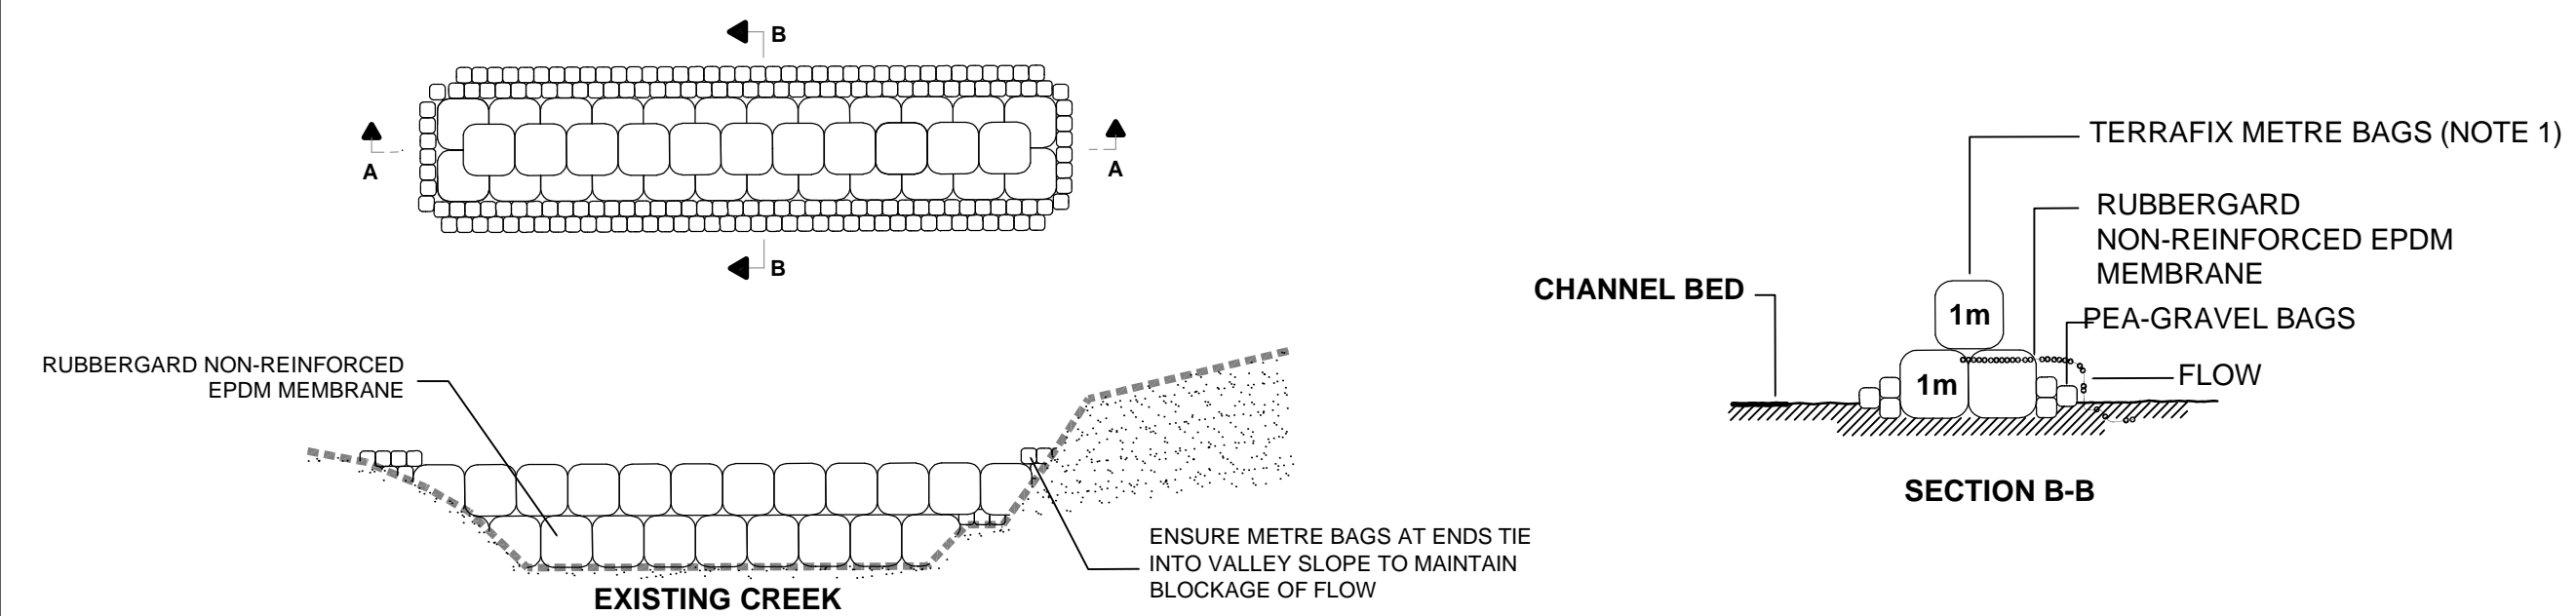 B
A
A
B
RUBBERGARD NON-REINFORCED
EPDM MEMBRANE
ENSURE METRE BAGS AT ENDS TIE
INTO VALLEY SLOPE TO MAINTAIN
BLOCKAGE OF FLOW
EXISTING CREEK
TERRAFIX METRE BAGS (NOTE 1)
RUBBERGARD
NON-REINFORCED EPDM
MEMBRANE
CHANNEL BED
1m
PEA-GRAVEL BAGS
1m
FLOW
SECTION B-B